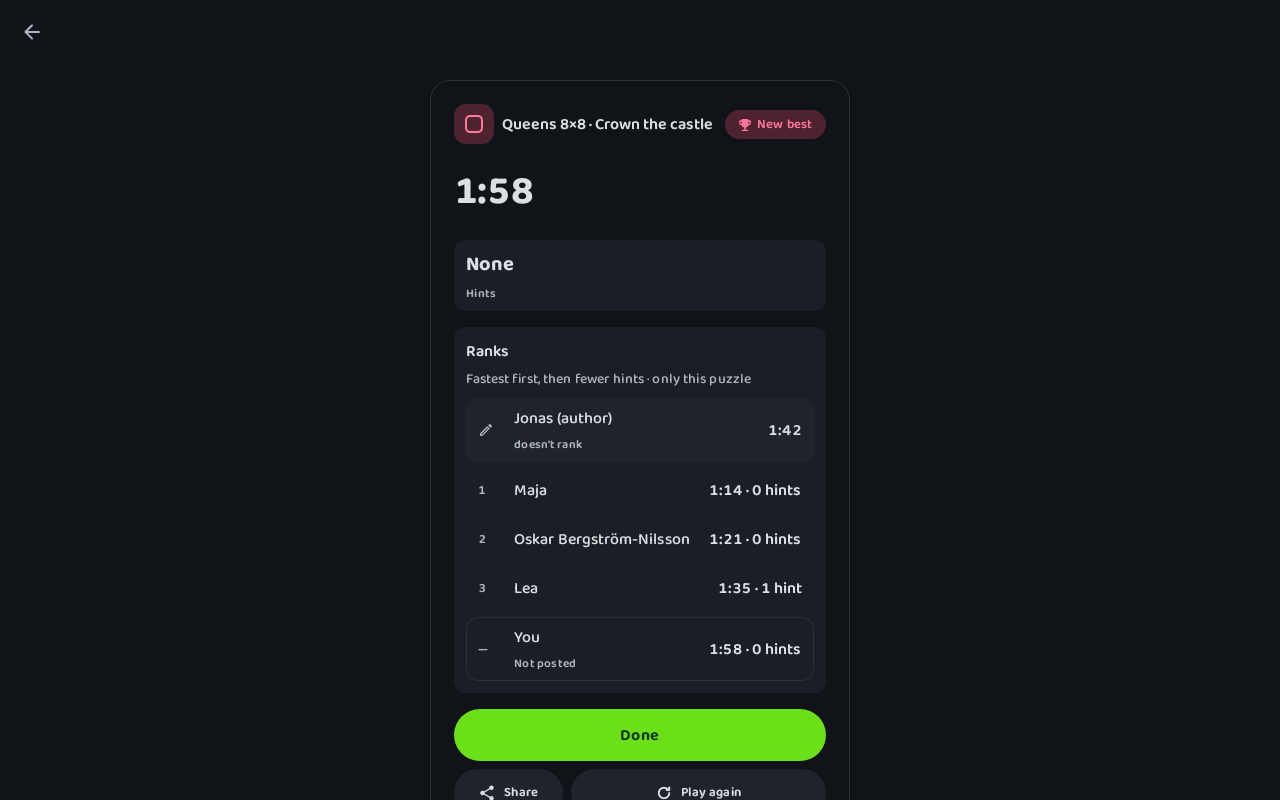 Queens 8×8 · Crown the castle
New best
1:58
None
Hints
Ranks
Fastest first, then fewer hints · only this puzzle
Jonas (author)
doesn't rank
1:42
1 Maja 1:14 · 0 hints
2 Oskar Bergström-Nilsson 1:21 · 0 hints
3 Lea 1:35 · 1 hint
– You
Not posted
1:58 · 0 hints
Done
Share
Play again